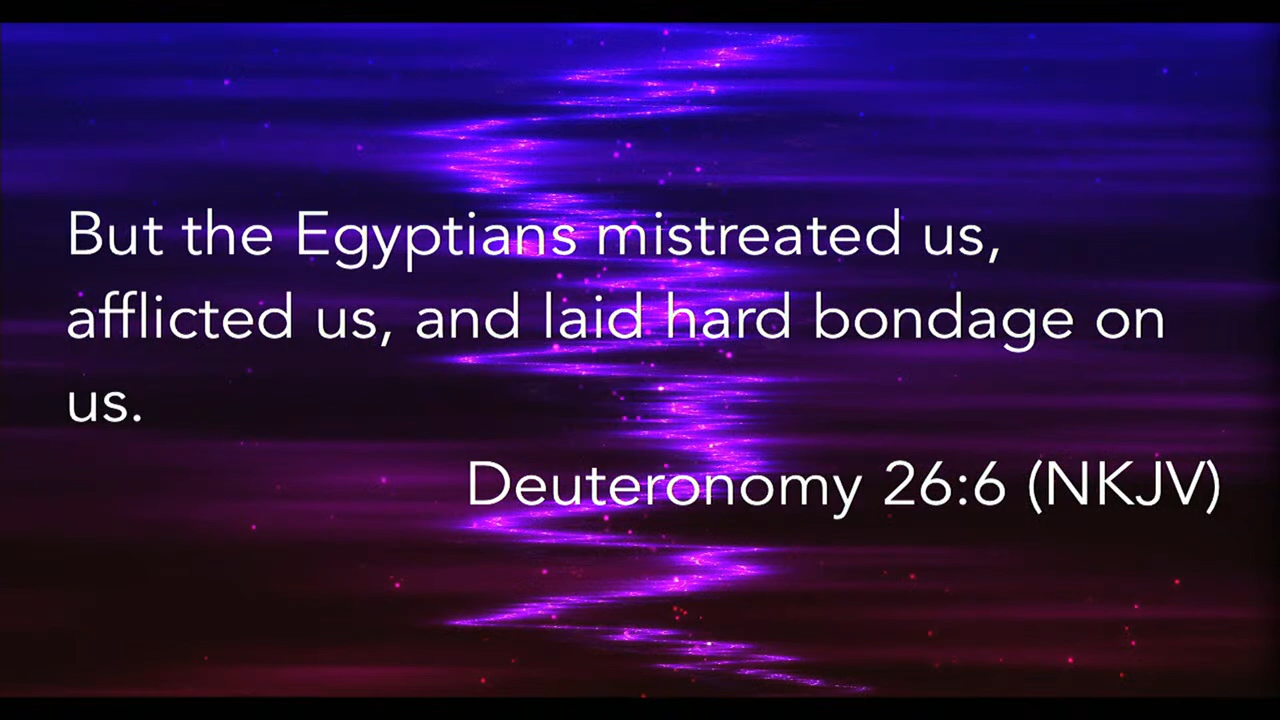 But the Egyptians mistreated us,
afflicted us, and laid hard bondage on
us.
Deuteronomy 26:6 (NKJV)